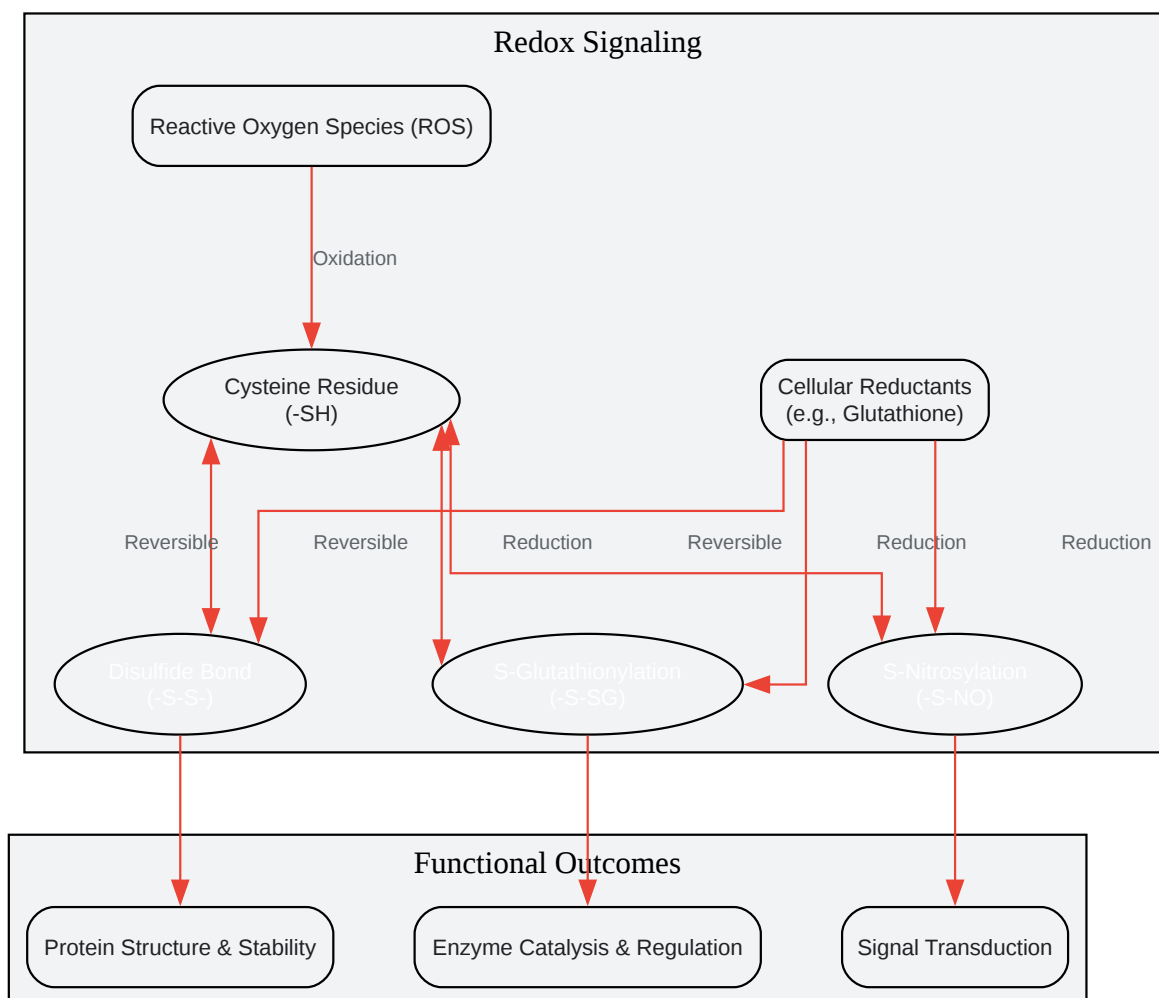 Redox Signaling
Reactive Oxygen Species (ROS)
Oxidation
Cysteine Residue
(-SH)
Cellular Reductants
(e.g., Glutathione)
Reversible
Reversible
Reduction
Reversible
Reduction
Reduction
Disulfide Bond
(-S-S-)
S-Glutathionylation
(-S-SG)
S-Nitrosylation
(-S-NO)
Functional Outcomes
Protein Structure & Stability
Enzyme Catalysis & Regulation
Signal Transduction